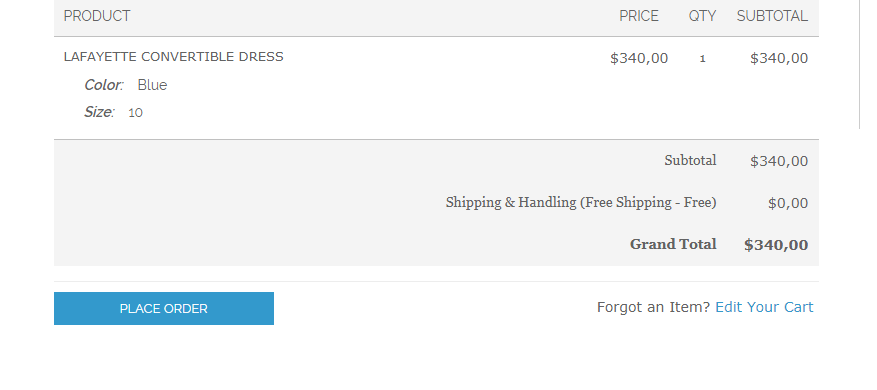 PRODUCT PRICE QTY SUBTOTAL
LAFAYETTE CONVERTIBLE DRESS $340,00 1 $340,00
Color: Blue
Size: 10
Subtotal $340,00
Shipping & Handling (Free Shipping - Free) $0,00
Grand Total $340,00
PLACE ORDER Forgot an Item? Edit Your Cart